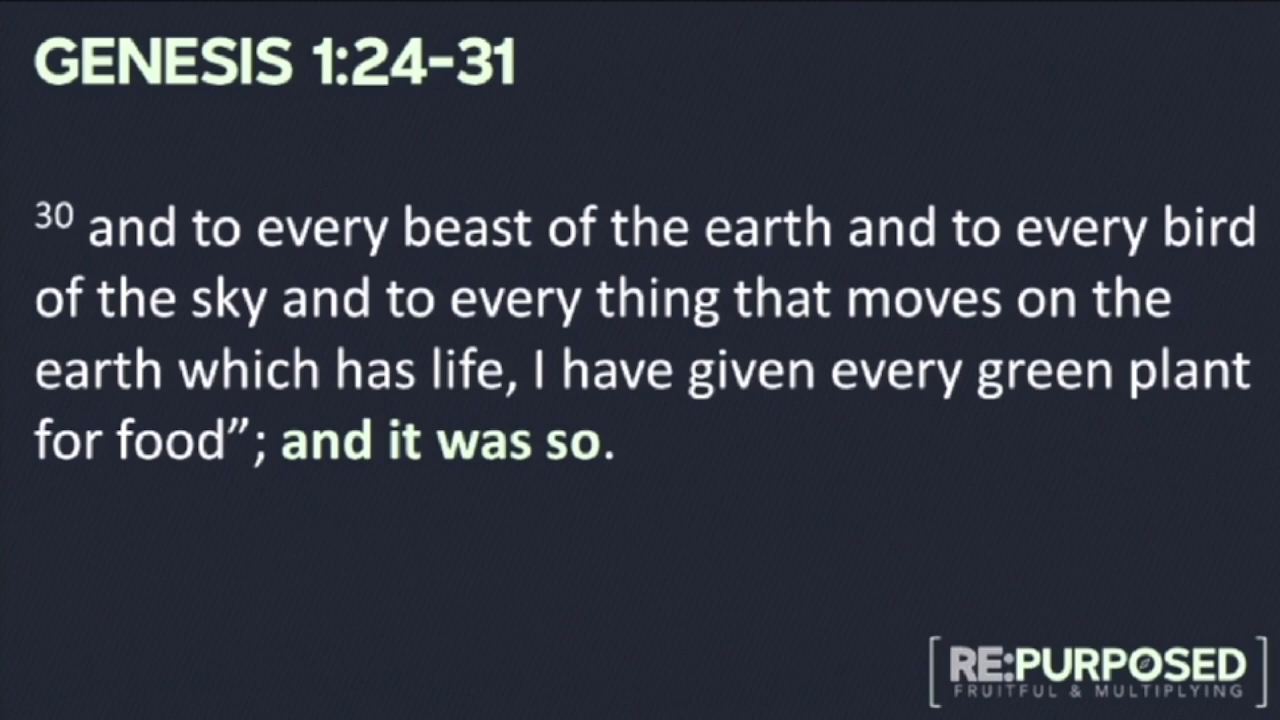 GENESIS 1:24-31
30 and to every beast of the earth and to every bird
of the sky and to every thing that moves on the
earth which has life, I have given every green plant
for food”; and it was so.
RE:PURPOSED
FRUITFUL & MULTIPLYING